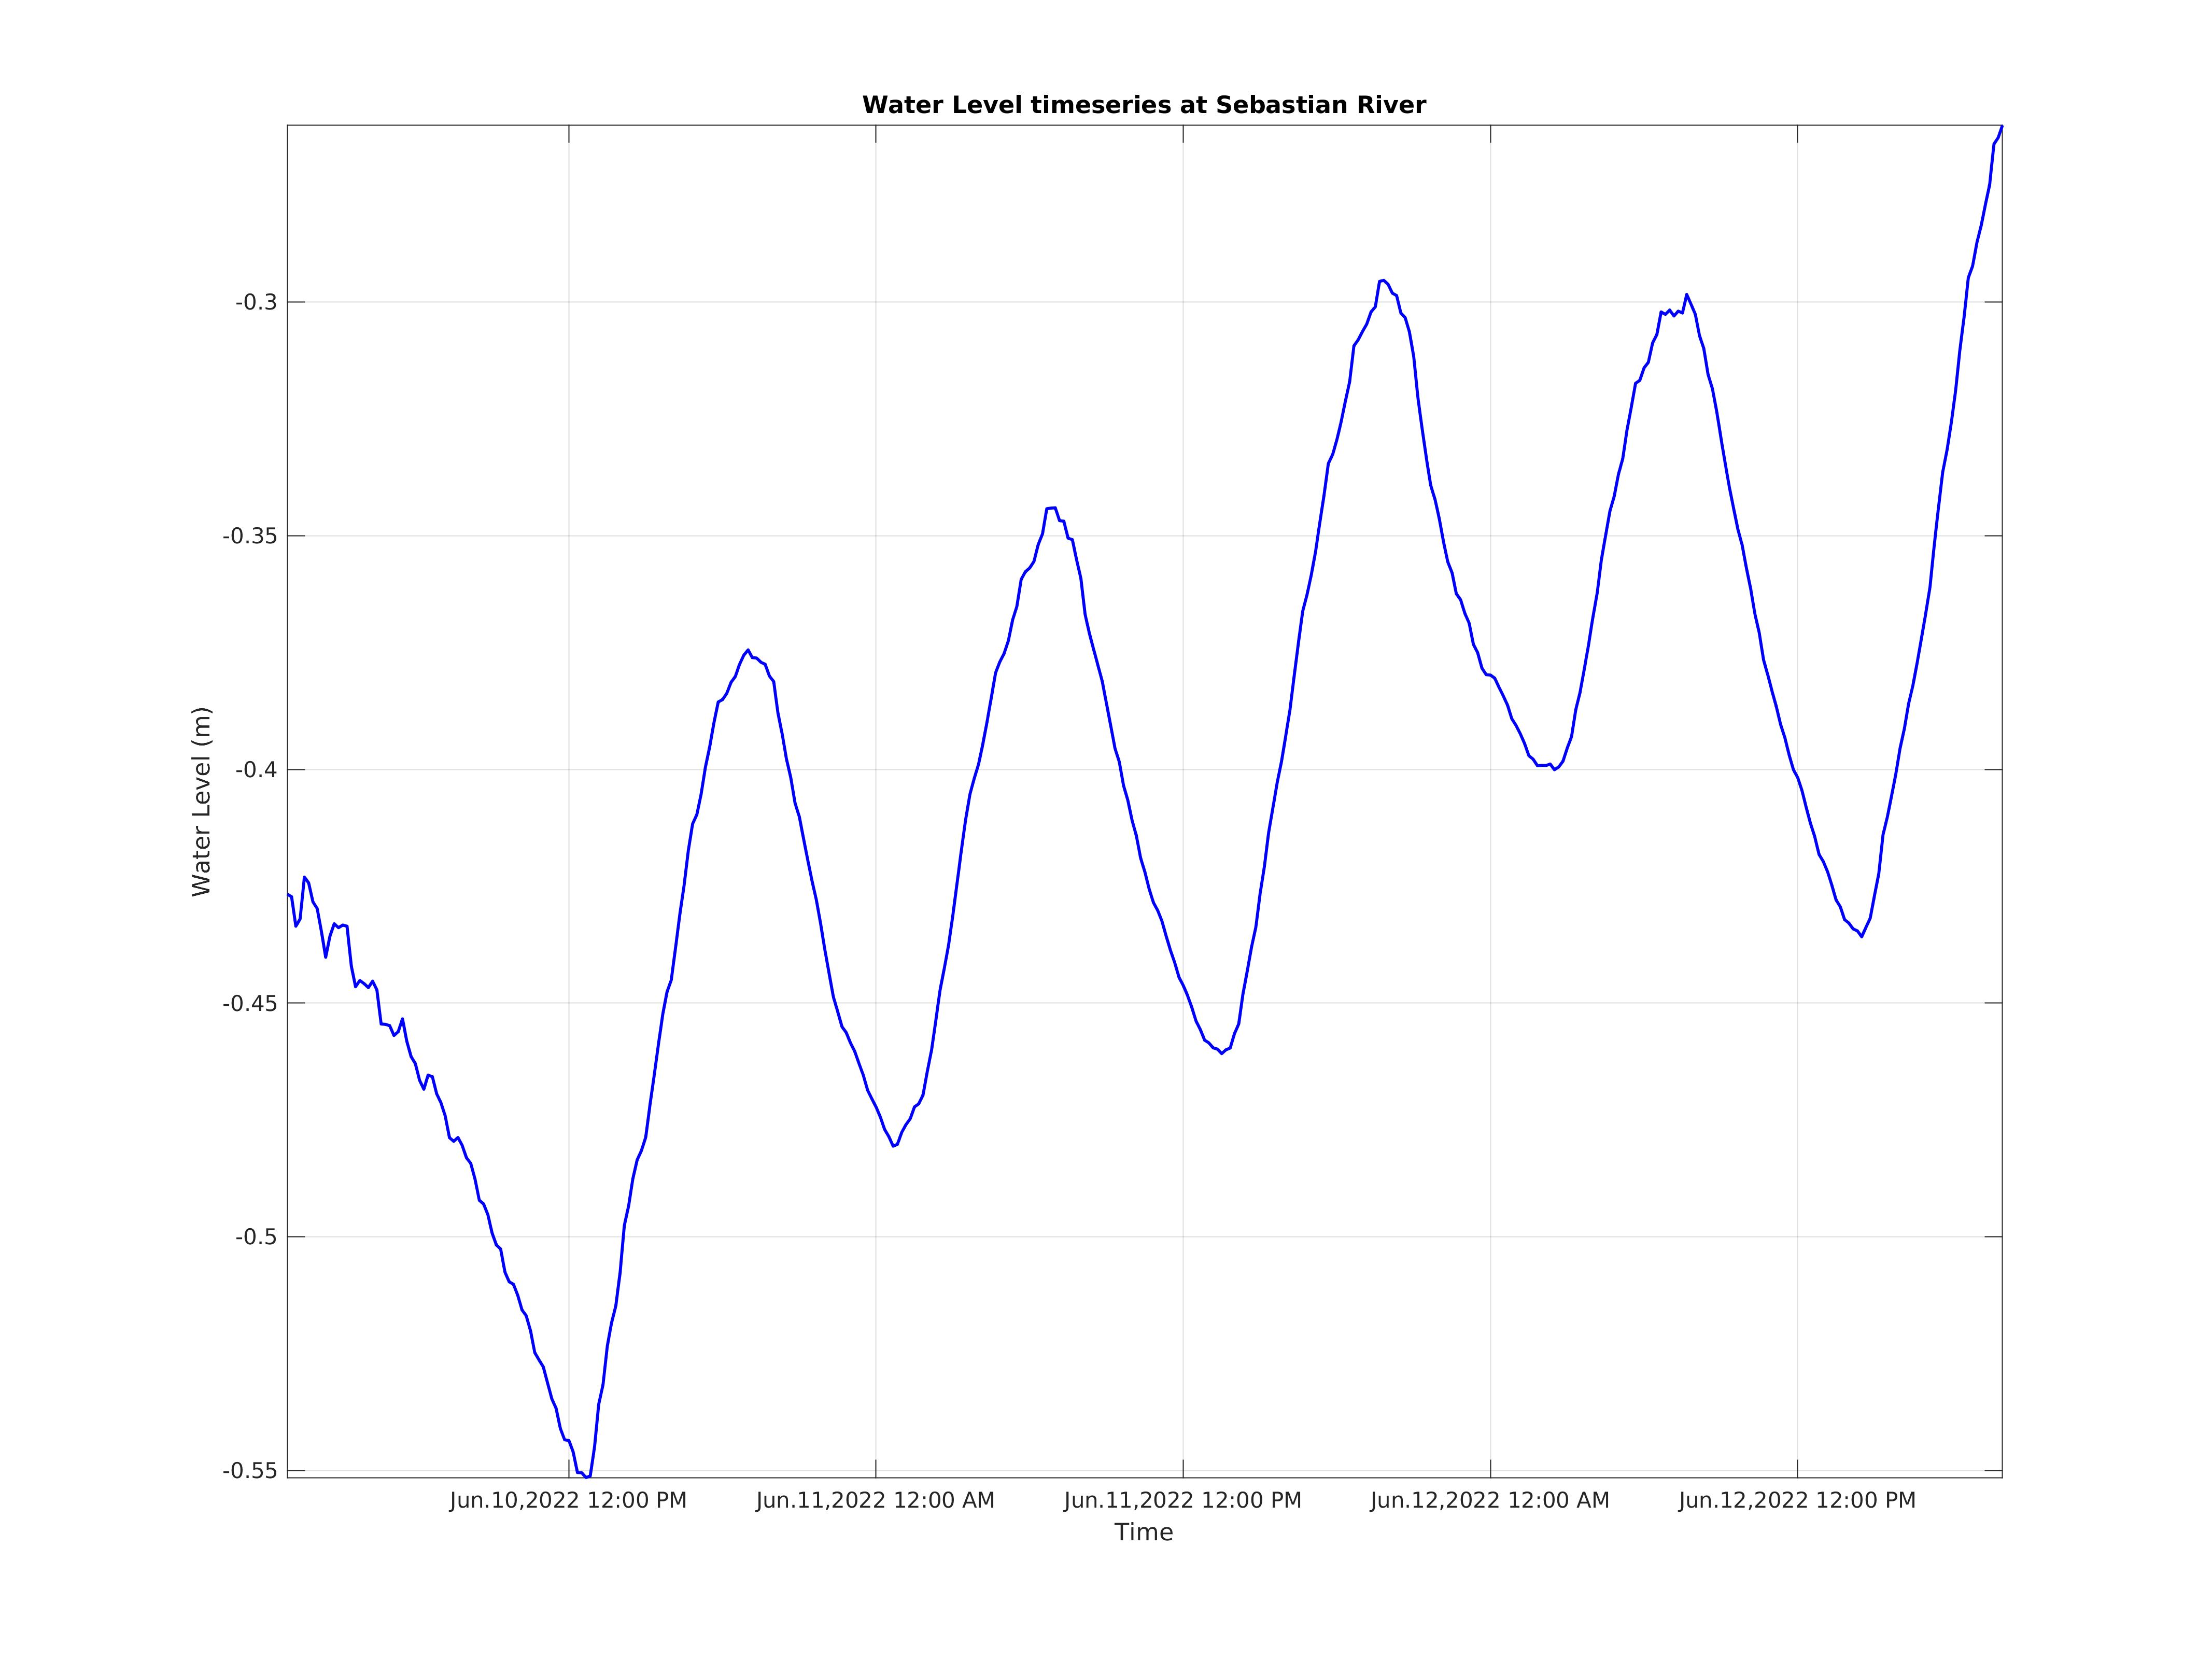 Water Level timeseries at Sebastian River
-0.3
-0.35
-0.4
-0.45
-0.5
-0.55
Water Level (m)
Jun.10,2022 12:00 PM
Jun.11,2022 12:00 AM
Jun.11,2022 12:00 PM
Jun.12,2022 12:00 AM
Jun.12,2022 12:00 PM
Time